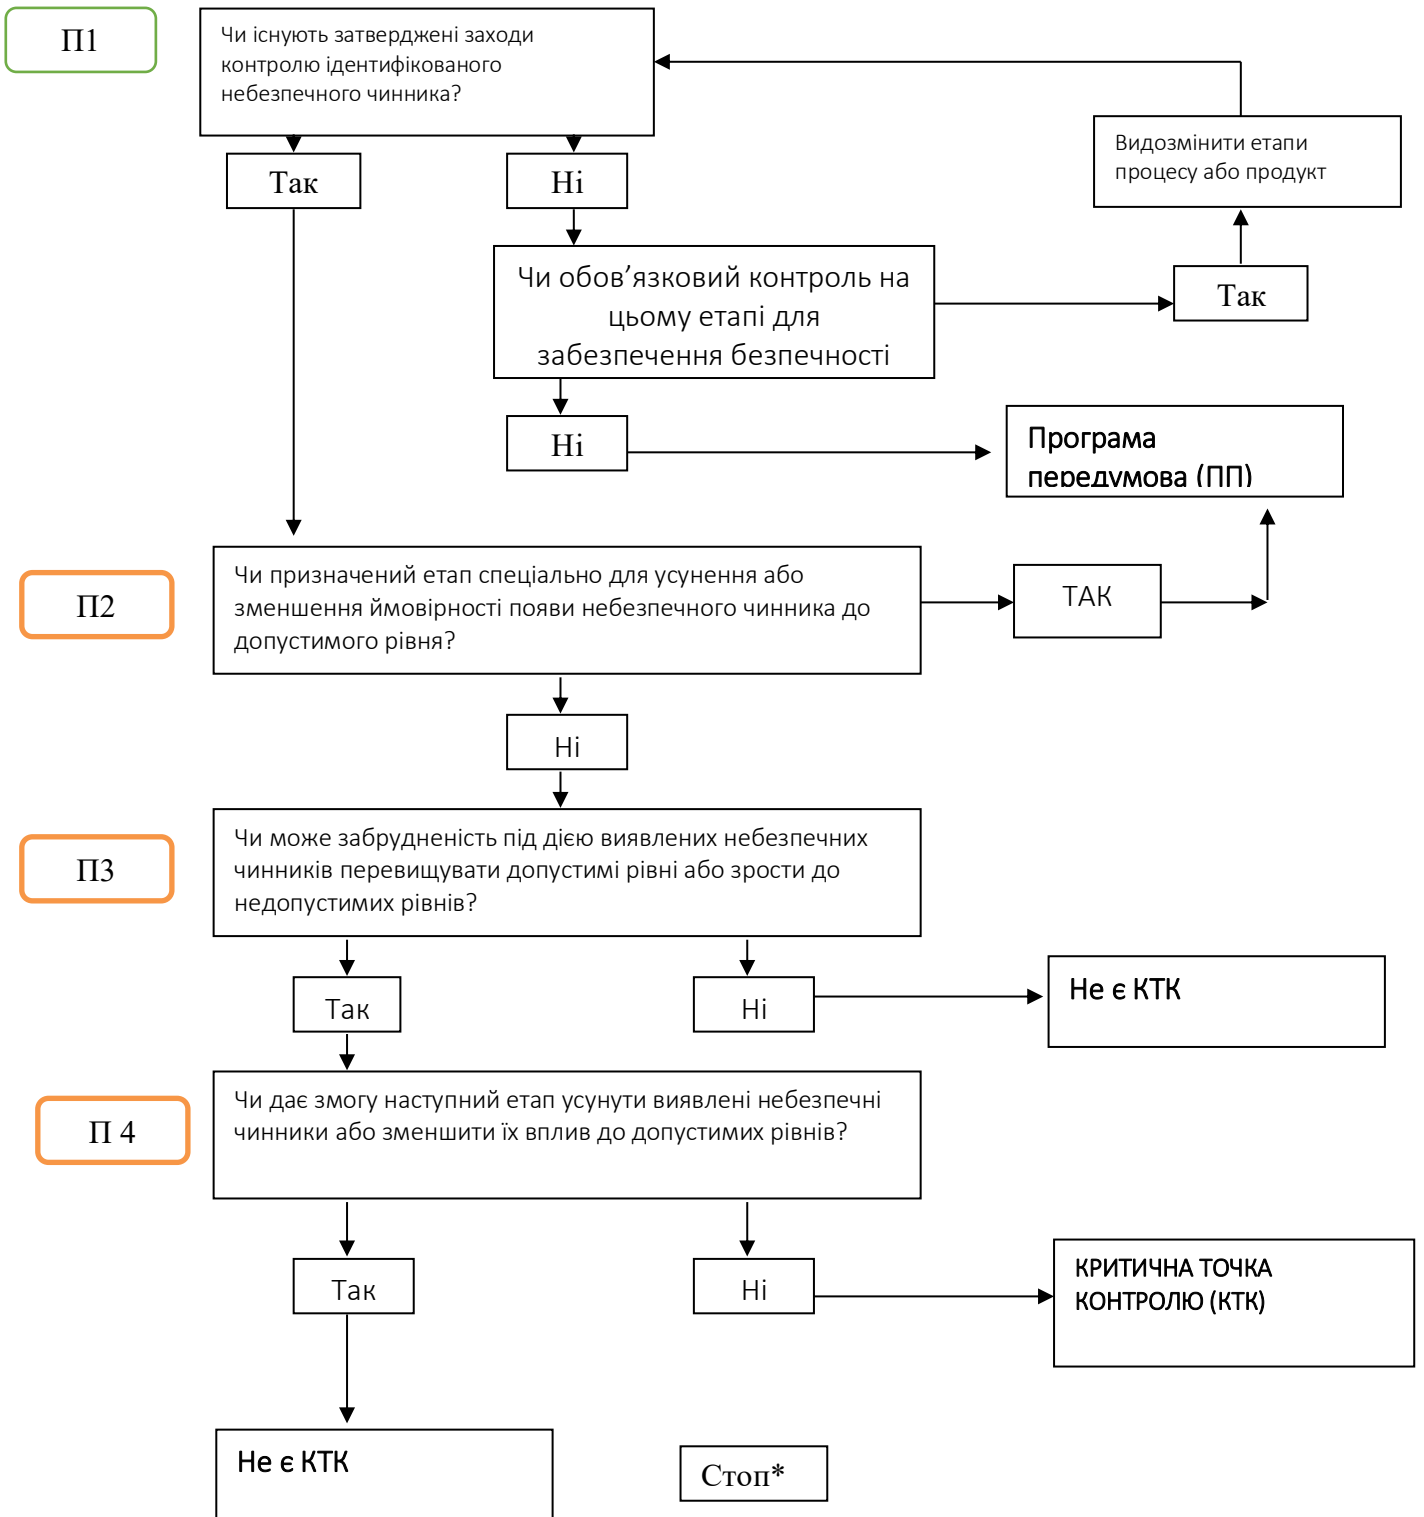 П1
Чи існують затверджені заходи
контролю ідентифікованого
небезпечного чинника?
Видозмінити етапи
процесу або продукт
Так
Ні
Чи обов’язковий контроль на
цьому етапі для
забезпечення безпечності
Так
Ні
Програма
передумова (ПП)
П2
Чи призначений етап спеціально для усунення або
зменшення ймовірності появи небезпечного чинника до
допустимого рівня?
ТАК
Ні
П3
Чи може забрудненість під дією виявлених небезпечних
чинників перевищувати допустимі рівні або зрости до
недопустимих рівнів?
Так
Ні
Не є КТК
П 4
Чи дає змогу наступний етап усунути виявлені небезпечні
чинники або зменшити їх вплив до допустимих рівнів?
Так
Ні
КРИТИЧНА ТОЧКА
КОНТРОЛЮ (КТК)
Не є КТК
Стоп*